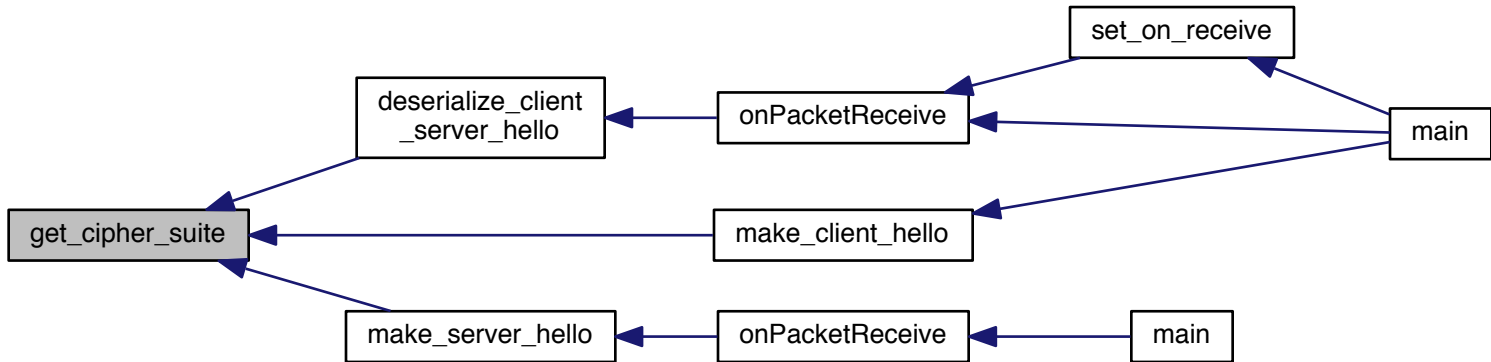 set_on_receive
deserialize_client
_server_hello
onPacketReceive
main
get_cipher_suite
make_client_hello
make_server_hello
onPacketReceive
main